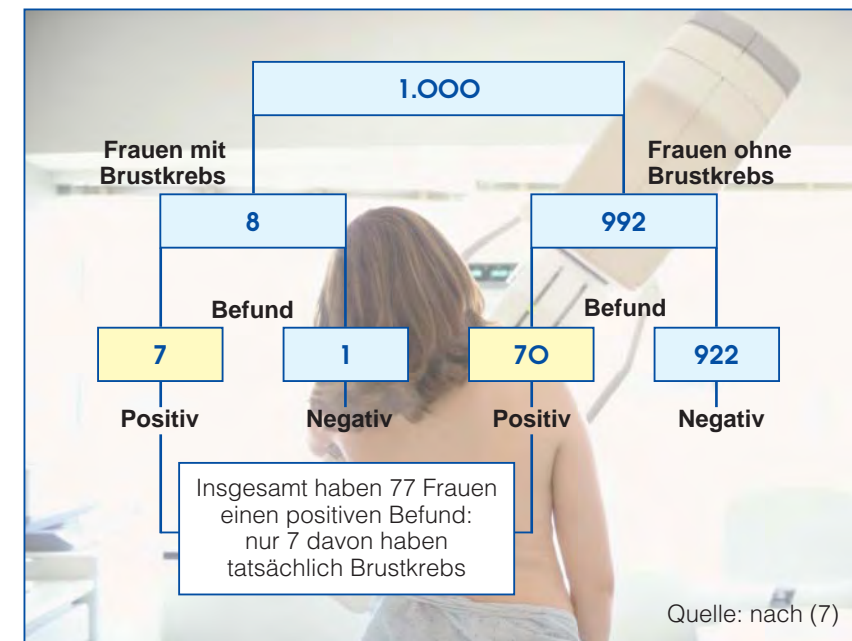 1.000
Frauen mit
Brustkrebs
Frauen ohne
Brustkrebs
8
992
Befund
Befund
7
1
70
922
Positiv
Negativ
Positiv
Negativ
Insgesamt haben 77 Frauen
einen positiven Befund:
nur 7 davon haben
tatsächlich Brustkrebs
Quelle: nach (7)